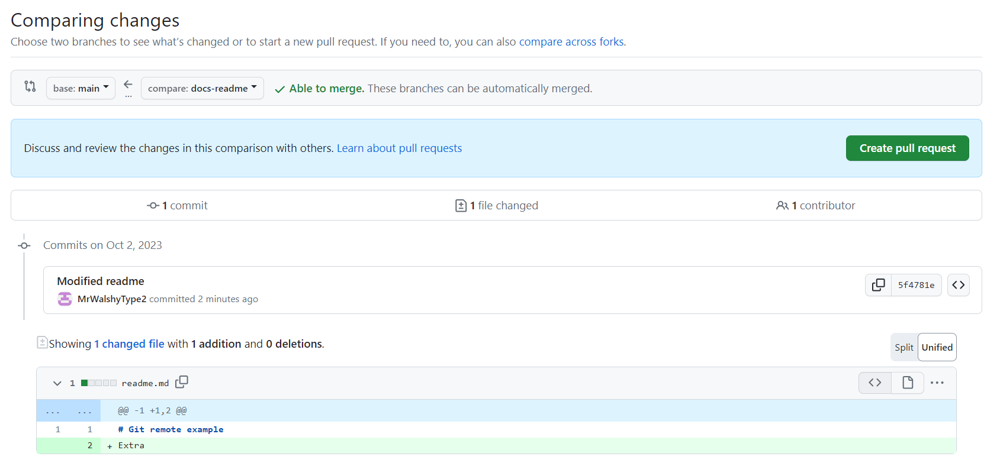 Comparing changes
Choose two branches to see what's changed or to start a new pull request. If you need to, you can also compare across forks.
base: main ... compare: docs-readme Able to merge. These branches can be automatically merged.
Discuss and review the changes in this comparison with others. Learn about pull requests Create pull request
1 commit 1 file changed 1 contributor
Commits on Oct 2, 2023
Modified readme
MrWalshyType2 committed 2 minutes ago 5f4781e
Showing 1 changed file with 1 addition and 0 deletions.
Split Unified
1 readme.md ...
... ... @@ -1 +1,2 @@
1 1 # Git remote example
2 + Extra